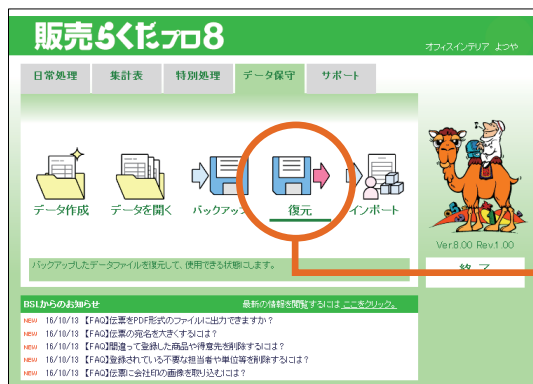 販売らくだプロ8
オフィスインテリア よつや
日常処理 集計表 特別処理 データ保守 サポート
データ作成 データを開く バックアップ 復元 インポート
Ver.8.00 Rev.1.00
バックアップしたデータファイルを復元して、使用できる状態にします。
終了
BSLからのお知らせ 最新の情報を閲覧するには ここをクリック。
NEW 16/10/13 【FAQ】伝票をPDF形式のファイルに出力できますか?
NEW 16/10/13 【FAQ】伝票の宛名を大きくするには?
NEW 16/10/13 【FAQ】間違って登録した商品や得意先を削除するには?
NEW 16/10/13 【FAQ】登録されている不要な担当者や単位等を削除するには?
NEW 16/10/13 【FAQ】伝票に会社印の画像を取り込むには?